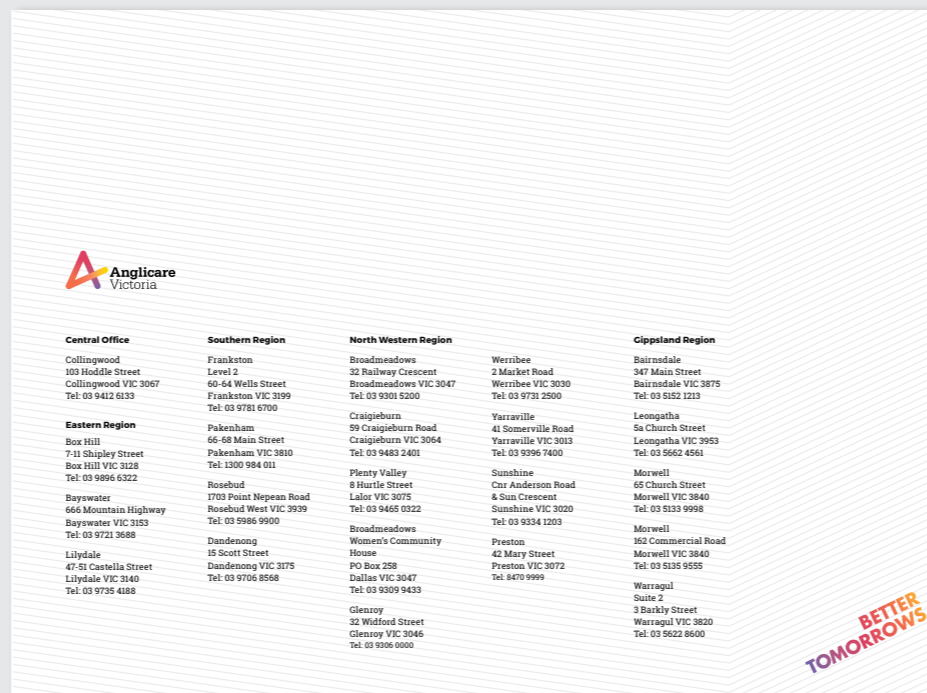 Anglicare
Victoria
Central Office
Collingwood
103 Hoddle Street
Collingwood VIC 3067
Tel: 03 9412 6133
Eastern Region
Box Hill
7-11 Shipley Street
Box Hill VIC 3128
Tel: 03 9896 6322
Bayswater
666 Mountain Highway
Bayswater VIC 3153
Tel: 03 9721 3688
Lilydale
47-51 Castella Street
Lilydale VIC 3140
Tel: 03 9735 4188
Southern Region
Frankston
Level 2
60-64 Wells Street
Frankston VIC 3199
Tel: 03 9781 6700
Pakenham
66-68 Main Street
Pakenham VIC 3810
Tel: 1300 984 011
Rosebud
1703 Point Nepean Road
Rosebud West VIC 3939
Tel: 03 5986 9900
Dandenong
15 Scott Street
Dandenong VIC 3175
Tel: 03 9706 8568
North Western Region
Broadmeadows
32 Railway Crescent
Broadmeadows VIC 3047
Tel: 03 9301 5200
Craigieburn
59 Craigieburn Road
Craigieburn VIC 3064
Tel: 03 9483 2401
Plenty Valley
8 Hurtle Street
Lalor VIC 3075
Tel: 03 9465 0322
Broadmeadows
Women's Community
House
PO Box 258
Dallas VIC 3047
Tel: 03 9309 9433
Glenroy
32 Widford Street
Glenroy VIC 3046
Tel: 03 9306 0000
Werribee
2 Market Road
Werribee VIC 3030
Tel: 03 9731 2500
Yarraville
41 Somerville Road
Yarraville VIC 3013
Tel: 03 9396 7400
Sunshine
Cnr Anderson Road
& Sun Crescent
Sunshine VIC 3020
Tel: 03 9334 1203
Preston
42 Mary Street
Preston VIC 3072
Tel: 8470 9999
Gippsland Region
Bairnsdale
347 Main Street
Bairnsdale VIC 3875
Tel: 03 5152 1213
Leongatha
5a Church Street
Leongatha VIC 3953
Tel: 03 5662 4561
Morwell
65 Church Street
Morwell VIC 3840
Tel: 03 5133 9998
Morwell
162 Commercial Road
Morwell VIC 3840
Tel: 03 5135 9555
Warragul
Suite 2
3 Barkly Street
Warragul VIC 3820
Tel: 03 5622 8600
BETTER
TOMORROWS